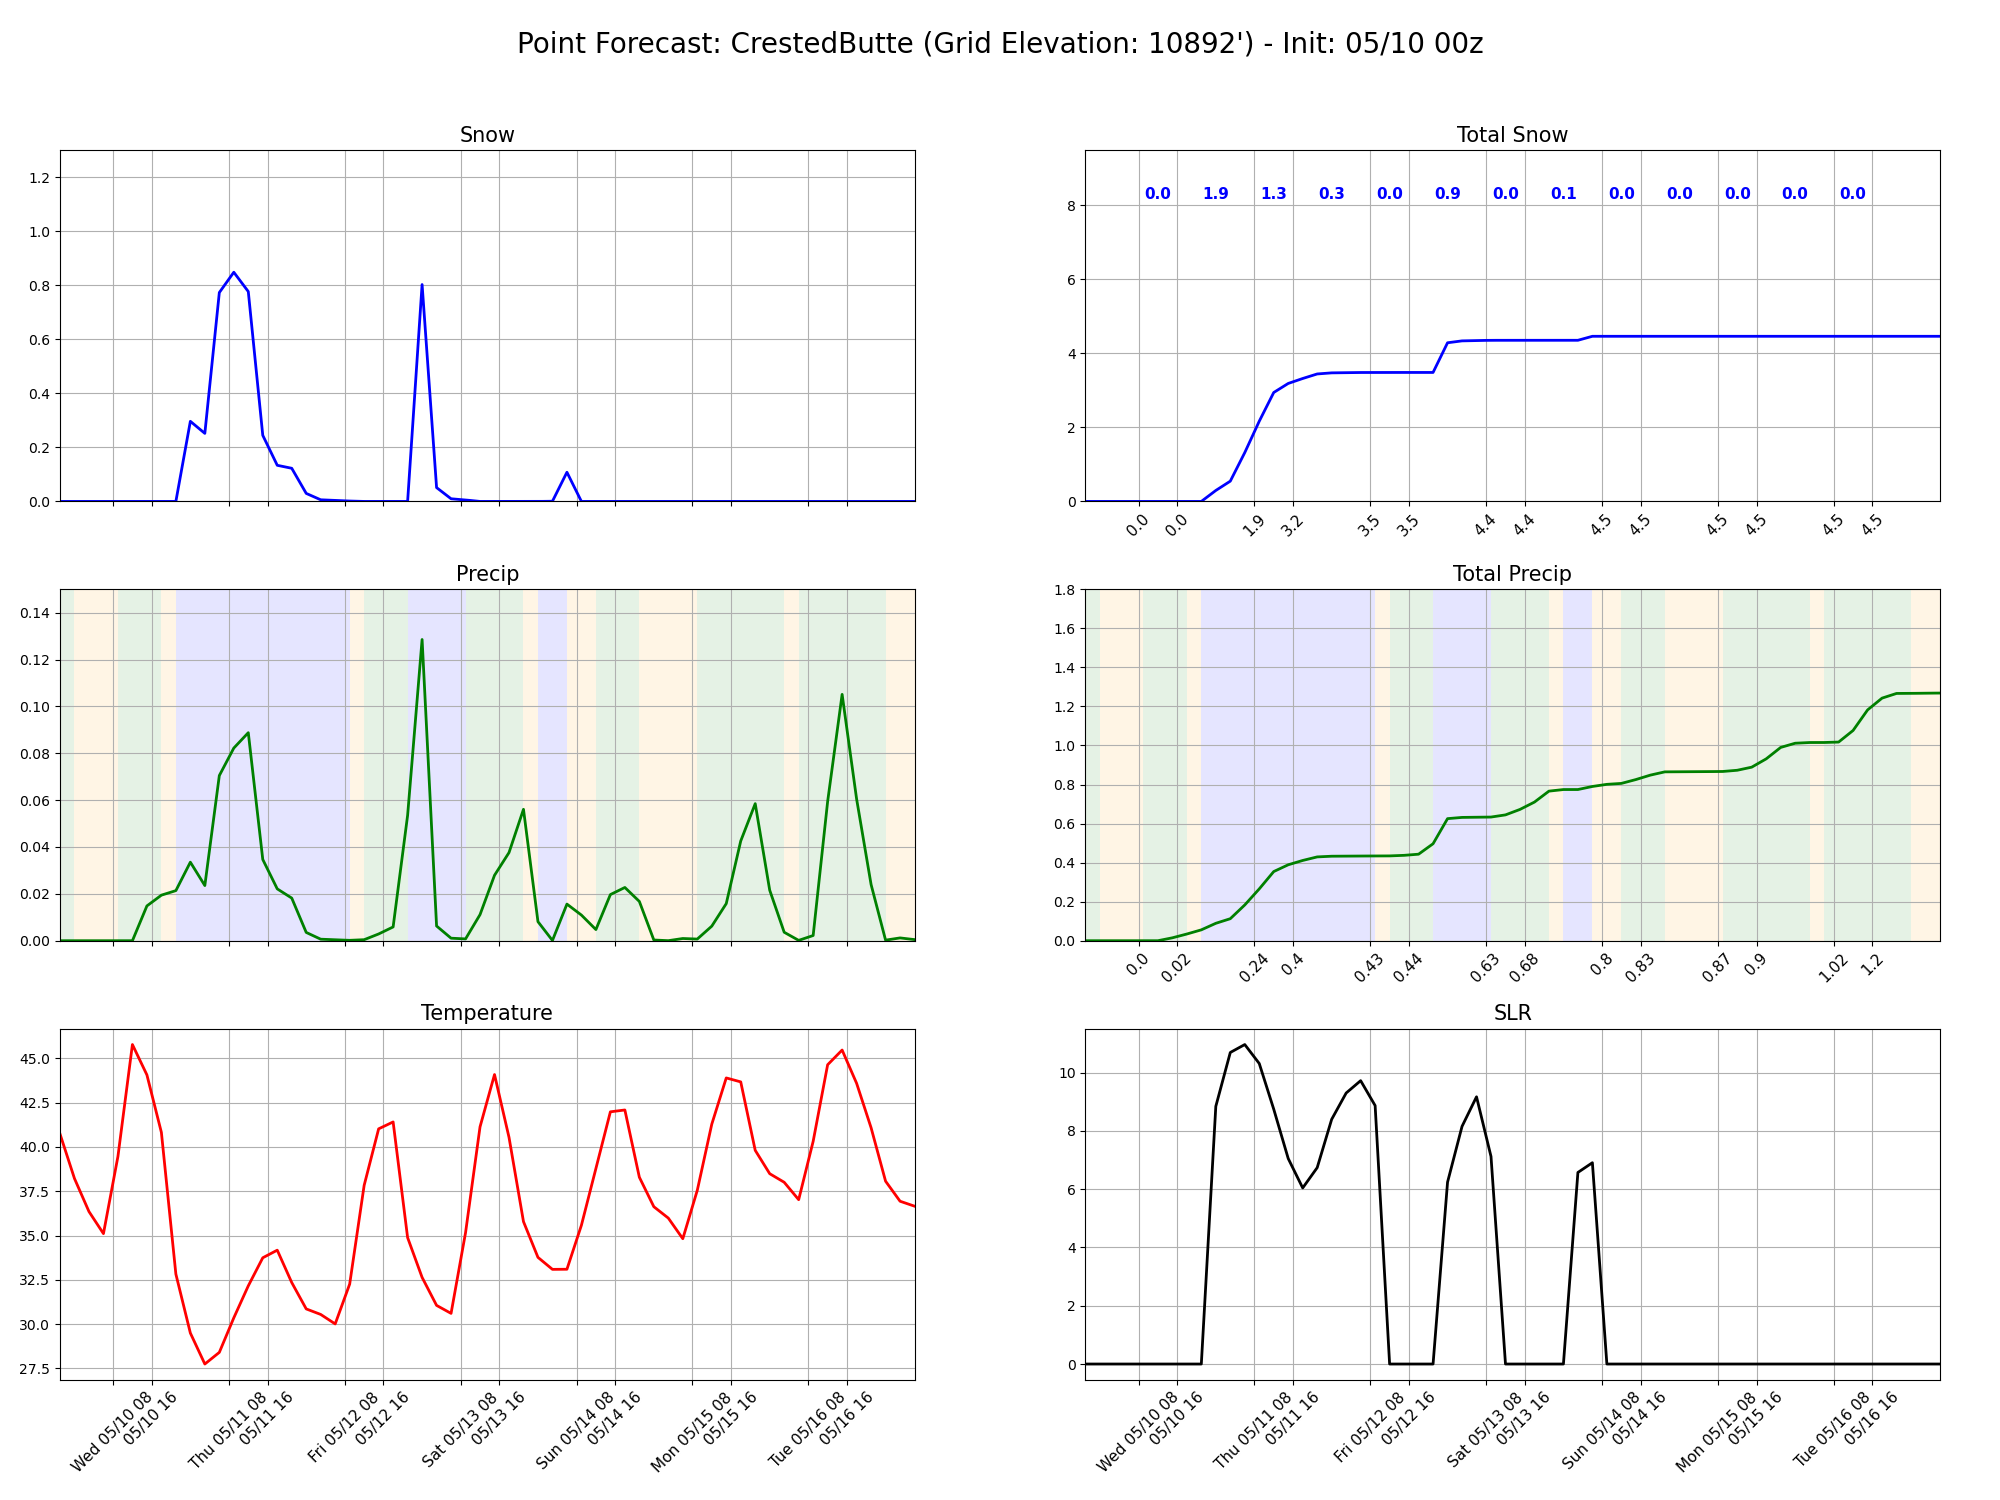 Point Forecast: CrestedButte (Grid Elevation: 10892') - Init: 05/10 00z
Snow
1.2
1.0
0.8
0.6
0.4
0.2
0.0
Total Snow
0.0 1.9 1.3 0.3 0.0 0.9 0.0 0.1 0.0 0.0 0.0 0.0 0.0
8
6
4
2
0
0.0 0.0 1.9 3.2 3.5 3.5 4.4 4.4 4.5 4.5 4.5 4.5 4.5 4.5
Precip
0.14
0.12
0.10
0.08
0.06
0.04
0.02
0.00
Total Precip
1.8
1.6
1.4
1.2
1.0
0.8
0.6
0.4
0.2
0.0
0.0 0.02 0.24 0.4 0.43 0.44 0.63 0.68 0.8 0.83 0.87 0.9 1.02 1.2
Temperature
45.0
42.5
40.0
37.5
35.0
32.5
30.0
27.5
Wed 05/10 08
05/10 16
Thu 05/11 08
05/11 16
Fri 05/12 08
05/12 16
Sat 05/13 08
05/13 16
Sun 05/14 08
05/14 16
Mon 05/15 08
05/15 16
Tue 05/16 08
05/16 16
SLR
10
8
6
4
2
0
Wed 05/10 08
05/10 16
Thu 05/11 08
05/11 16
Fri 05/12 08
05/12 16
Sat 05/13 08
05/13 16
Sun 05/14 08
05/14 16
Mon 05/15 08
05/15 16
Tue 05/16 08
05/16 16